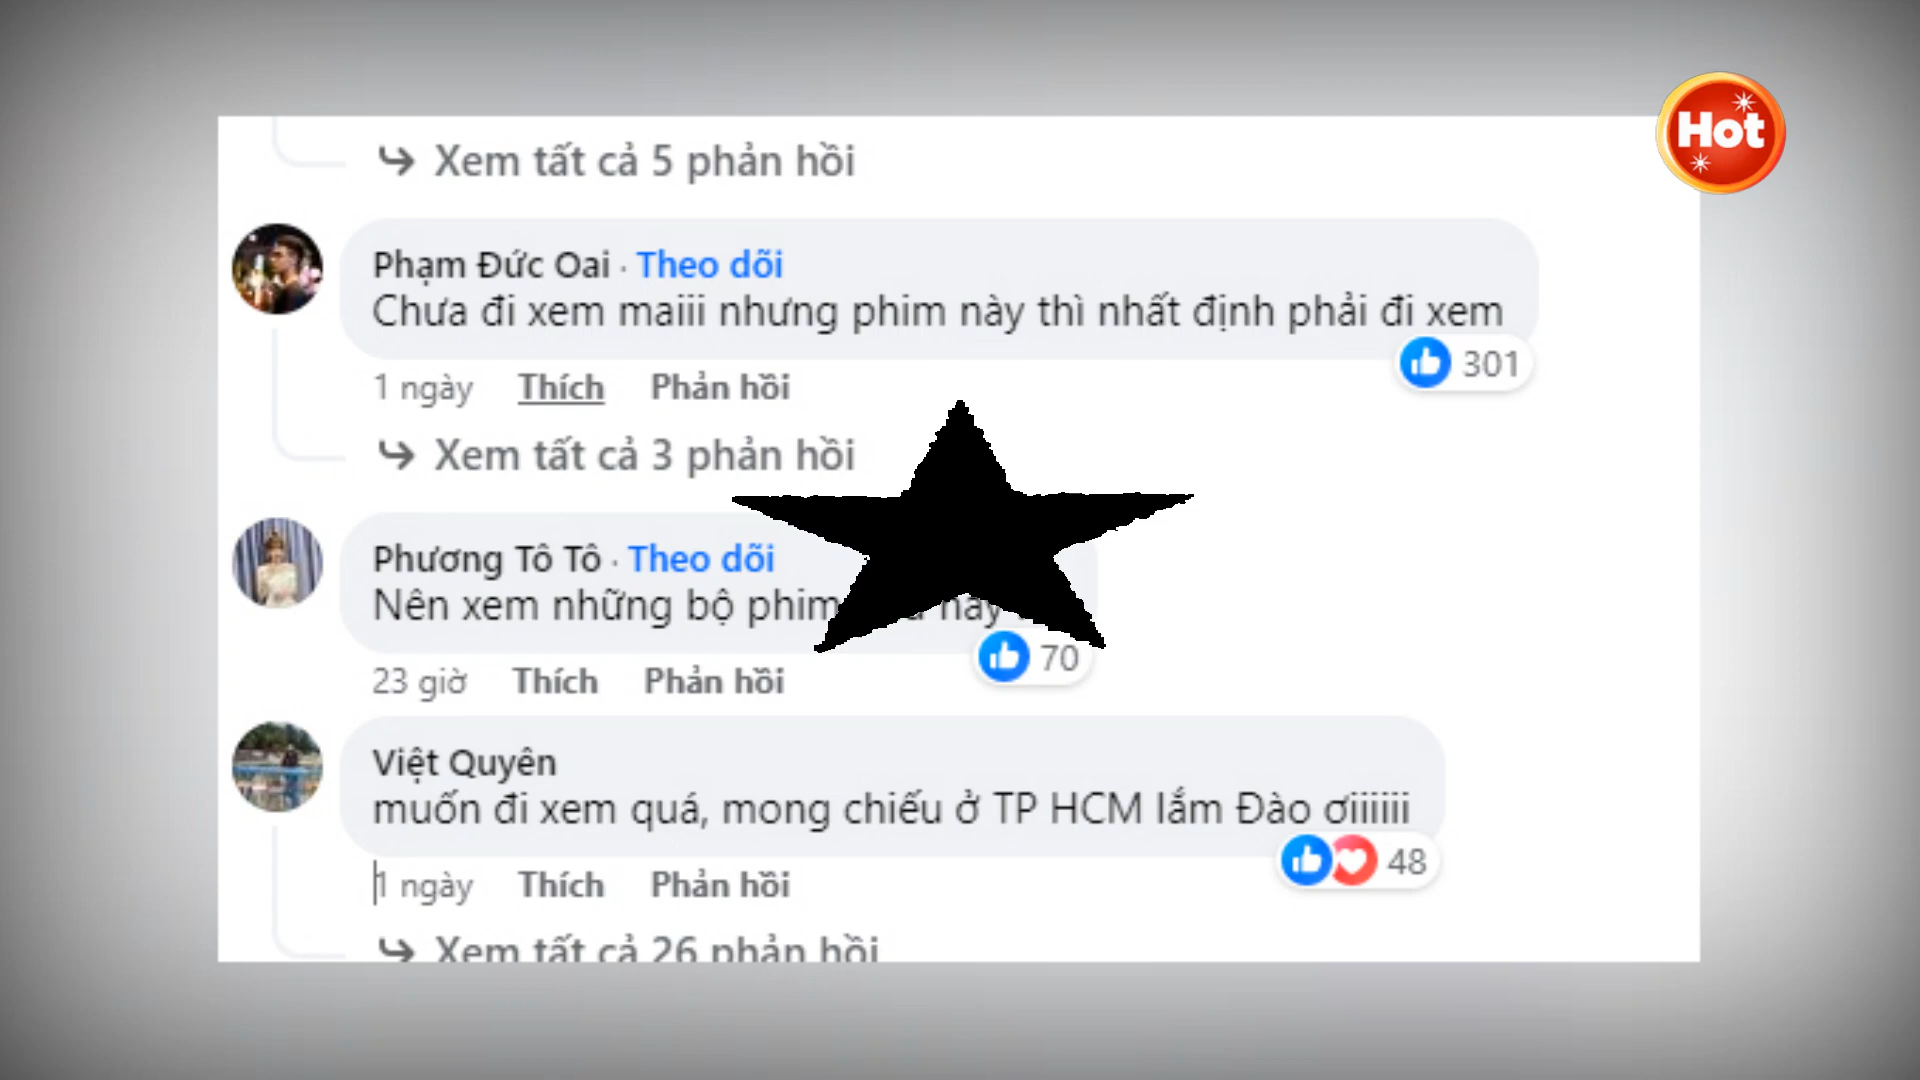 Hot
Xem tất cả 5 phản hồi
Phạm Đức Oai · Theo dõi
Chưa đi xem maiii nhưng phim này thì nhất định phải đi xem
301
1 ngày Thích Phản hồi
Xem tất cả 3 phản hồi
Phương Tô Tô · Theo dõi
Nên xem những bộ phim này
70
23 giờ Thích Phản hồi
Việt Quyên
muốn đi xem quá, mong chiếu ở TP HCM lắm Đào ơiiiiii
48
1 ngày Thích Phản hồi
Xem tất cả 26 phản hồi